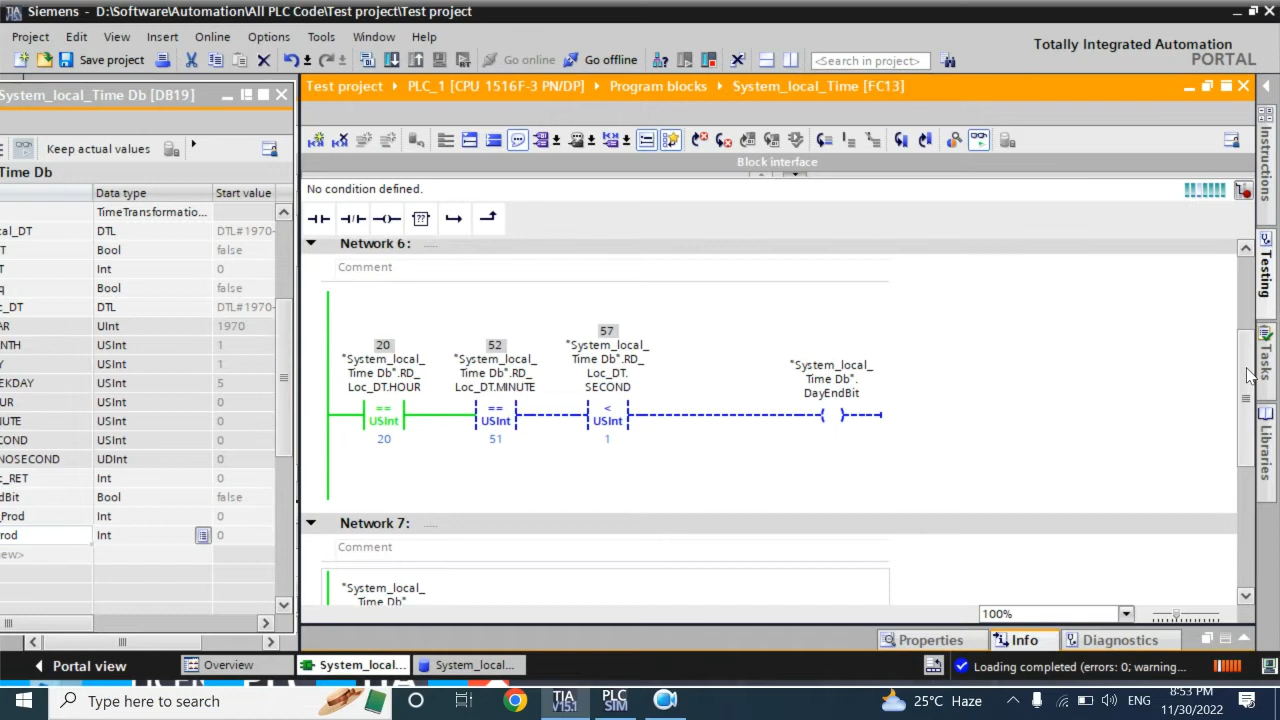 Siemens - D:\Software\Automation\All PLC Code\Test project\Test project
Project Edit View Insert Online Options Tools Window Help
Totally Integrated Automation
PORTAL
Save project Go online Go offline <Search in project>
System_local_Time Db [DB19]
Test project PLC_1 [CPU 1516F-3 PN/DP] Program blocks System_local_Time [FC13]
Keep actual values
Block interface
Time Db
Data type Start value
TimeTransformatio...
cal_DT DTL DTL#1970-
T Bool false
T Int 0
q Bool false
c_DT DTL DTL#1970-
AR UInt 1970
NTH USInt 1
Y USInt 1
EKDAY USInt 5
UR USInt 0
NUTE USInt 0
COND USInt 0
NOSECOND UDInt 0
c_RET Int 0
dBit Bool false
_Prod Int 0
rod Int 0
ew>
No condition defined.
Network 6: .....
Comment
20
"System_local_
Time Db".RD_
Loc_DT.HOUR
==
USInt
20
52
"System_local_
Time Db".RD_
Loc_DT.MINUTE
==
USInt
51
57
"System_local_
Time Db".RD_
Loc_DT.
SECOND
<
USInt
1
"System_local_
Time Db".
DayEndBit
Network 7: .....
Comment
"System_local_
Time Db"
100%
Instructions
Testing
Tasks
Libraries
Properties Info Diagnostics
Portal view Overview System_local... System_local... Loading completed (errors: 0; warning...
Type here to search TIA V15.1 PLC SIM 25°C Haze ENG 8:53 PM
11/30/2022